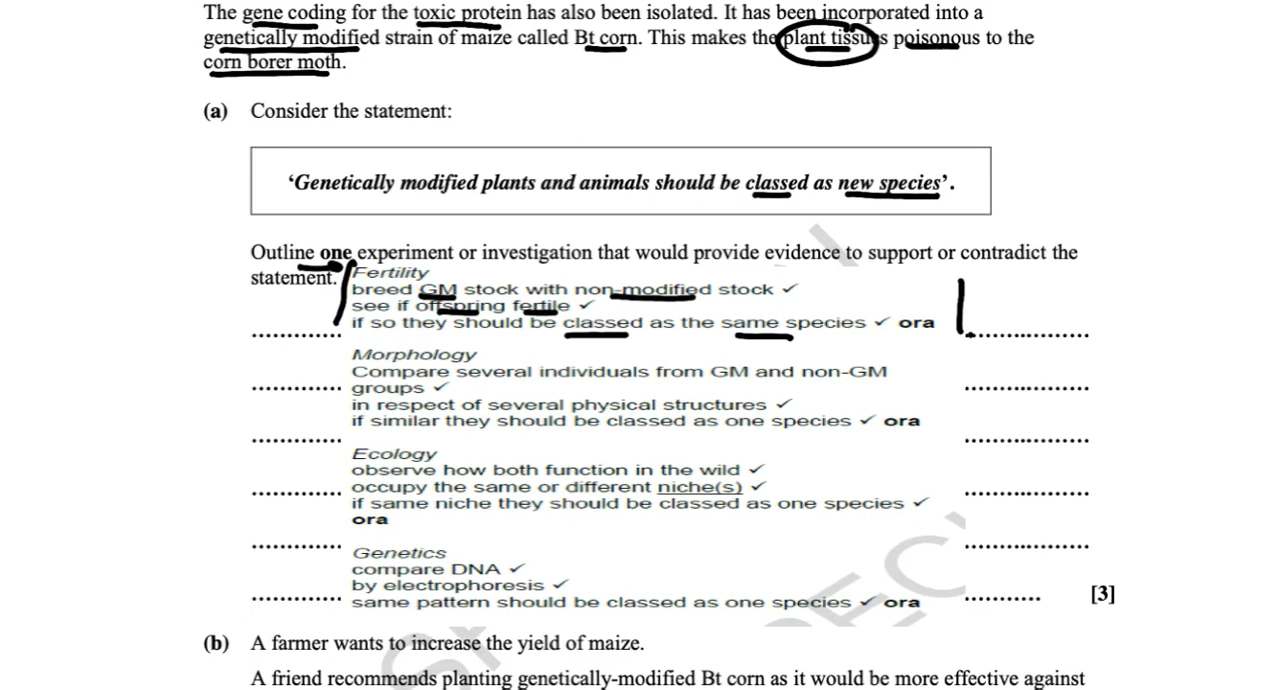 The gene coding for the toxic protein has also been isolated. It has been incorporated into a
genetically modified strain of maize called Bt corn. This makes the plant tissues poisonous to the
corn borer moth.
(a) Consider the statement:
‘Genetically modified plants and animals should be classed as new species’.
Outline one experiment or investigation that would provide evidence to support or contradict the
statement.
Fertility
breed GM stock with non-modified stock ✓
see if offspring fertile ✓
if so they should be classed as the same species ✓ ora
Morphology
Compare several individuals from GM and non-GM
groups ✓
in respect of several physical structures ✓
if similar they should be classed as one species ✓ ora
Ecology
observe how both function in the wild ✓
occupy the same or different niche(s) ✓
if same niche they should be classed as one species ✓
ora
Genetics
compare DNA ✓
by electrophoresis ✓
same pattern should be classed as one species ✓ ora
[3]
(b) A farmer wants to increase the yield of maize.
A friend recommends planting genetically-modified Bt corn as it would be more effective against